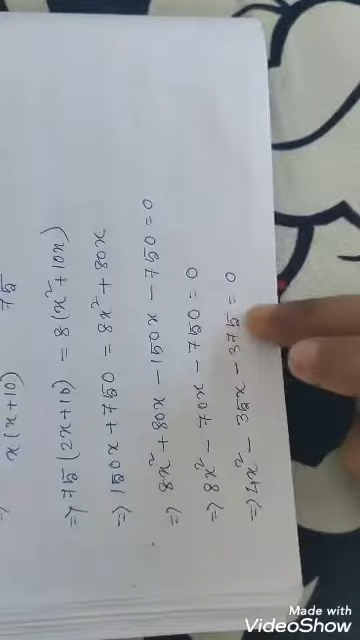 => x(x+10) 75
=> 75(2x+10) = 8(x²+10x)
=> 150x+750 = 8x²+80x
=> 8x²+80x-150x-750=0
=> 8x²-70x-750=0
=> 4x²-35x-375=0
Made with
VideoShow